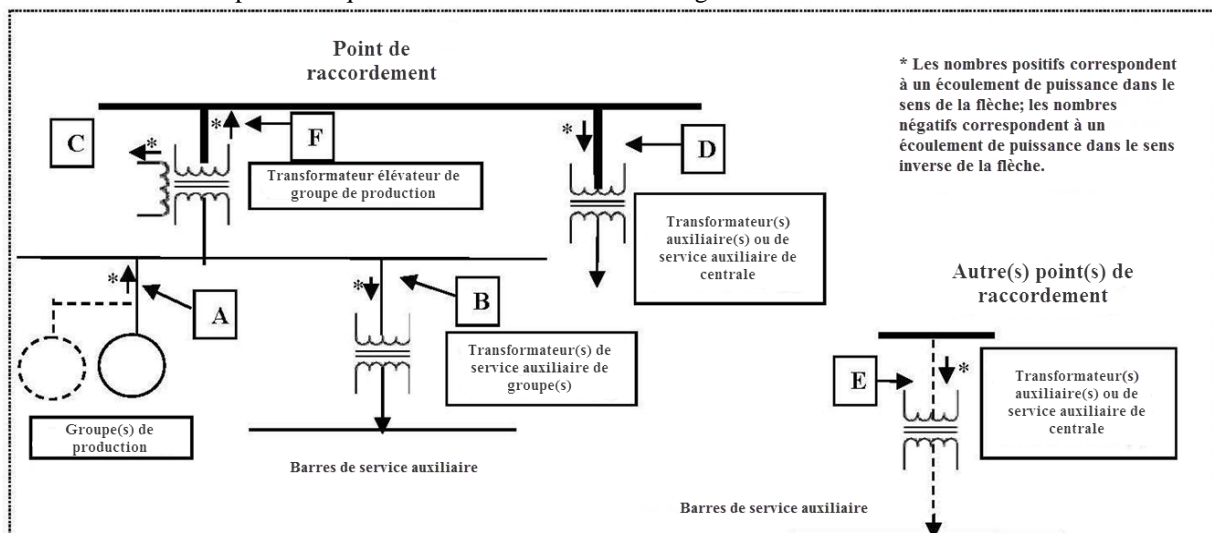 Point de
raccordement
* Les nombres positifs correspondent
à un écoulement de puissance dans le
sens de la flèche; les nombres
négatifs correspondent à un
écoulement de puissance dans le sens
inverse de la flèche.
C
*
*
F
*
D
Transformateur élévateur de
groupe de production
Transformateur(s)
auxiliaire(s) ou de
service auxiliaire de
centrale
*
A
*
B
Autre(s) point(s) de
raccordement
Transformateur(s) de
service auxiliaire de
groupe(s)
E
*
Transformateur(s)
auxiliaire(s) ou de
service auxiliaire de
centrale
Groupe(s) de
production
Barres de service auxiliaire
Barres de service auxiliaire